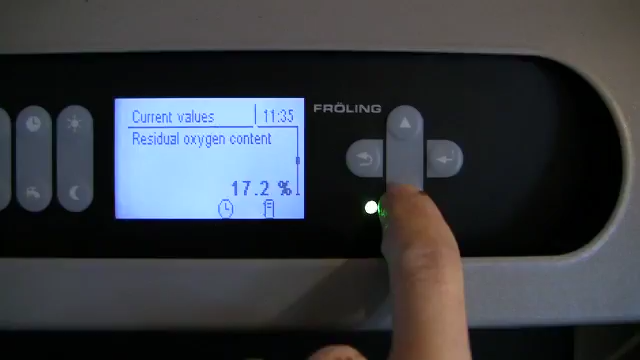 Current values 11:35
FRÖLING
Residual oxygen content
17.2 %